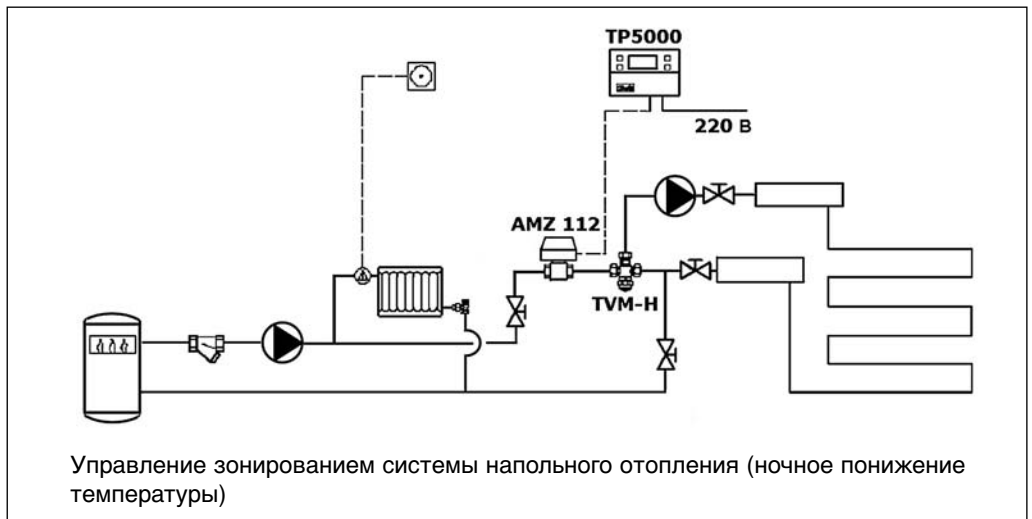 TP5000
220 В
AMZ 112
TVM-H
Управление зонированием системы напольного отопления (ночное понижение
температуры)